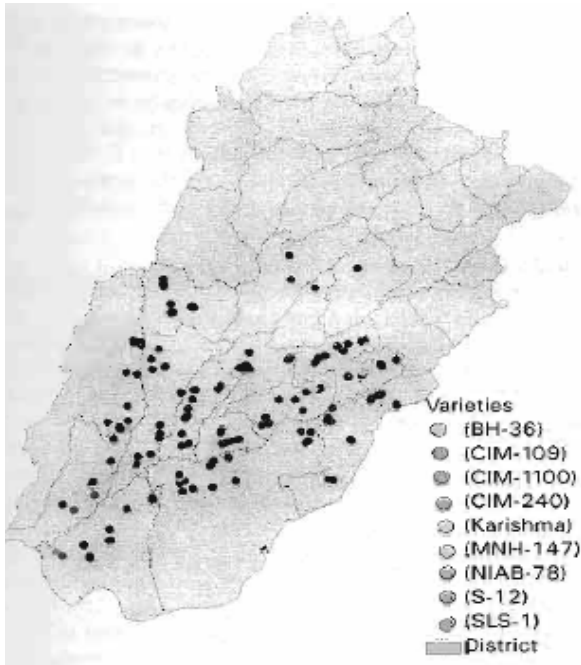 Varieties
(BH-36)
(CIM-109)
(CIM-1100)
(CIM-240)
(Karishma)
(MNH-147)
(NIAB-78)
(S-12)
(SLS-1)
District